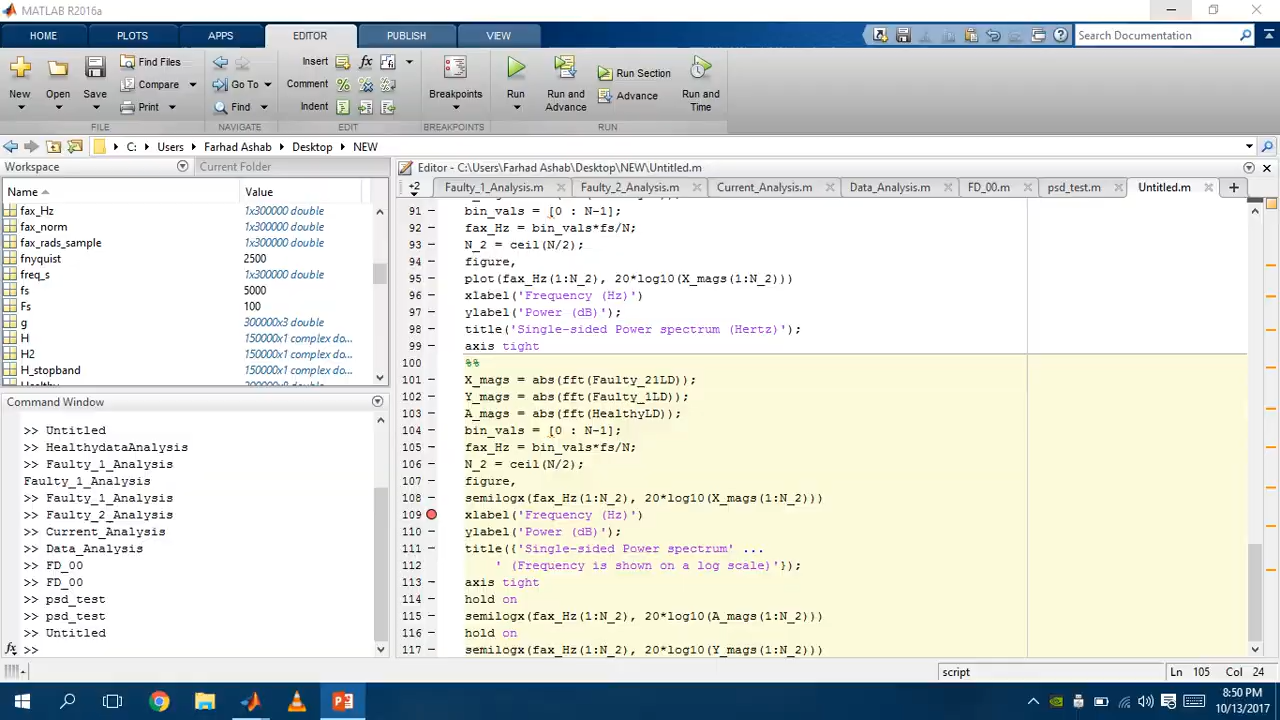 MATLAB R2016a
HOME PLOTS APPS EDITOR PUBLISH VIEW Search Documentation
New Open Save Find Files Compare Print Go To Find Insert Comment Indent fx Breakpoints Run Run and Advance Run Section Advance Run and Time
FILE NAVIGATE EDIT BREAKPOINTS RUN
C: Users Farhad Ashab Desktop NEW
Workspace Current Folder
Name Value
fax_Hz 1x300000 double
fax_norm 1x300000 double
fax_rads_sample 1x300000 double
fnyquist 2500
freq_s 1x300000 double
fs 5000
Fs 100
g 300000x3 double
H 150000x1 complex do...
H2 150000x1 complex do...
H_stopband 150000x1 complex do...
Command Window
>> Untitled
>> HealthydataAnalysis
>> Faulty_1_Analysis
Faulty_1_Analysis
>> Faulty_1_Analysis
>> Faulty_2_Analysis
>> Current_Analysis
>> Data_Analysis
>> FD_00
>> FD_00
>> psd_test
>> psd_test
>> Untitled
fx >>
Editor - C:\Users\Farhad Ashab\Desktop\NEW\Untitled.m
+2 Faulty_1_Analysis.m Faulty_2_Analysis.m Current_Analysis.m Data_Analysis.m FD_00.m psd_test.m Untitled.m
91 bin_vals = [0 : N-1];
92 fax_Hz = bin_vals*fs/N;
93 N_2 = ceil(N/2);
94 figure,
95 plot(fax_Hz(1:N_2), 20*log10(X_mags(1:N_2)))
96 xlabel('Frequency (Hz)')
97 ylabel('Power (dB)');
98 title('Single-sided Power spectrum (Hertz)');
99 axis tight
100 %%
101 X_mags = abs(fft(Faulty_21LD));
102 Y_mags = abs(fft(Faulty_1LD));
103 A_mags = abs(fft(HealthyLD));
104 bin_vals = [0 : N-1];
105 fax_Hz = bin_vals*fs/N;
106 N_2 = ceil(N/2);
107 figure,
108 semilogx(fax_Hz(1:N_2), 20*log10(X_mags(1:N_2)))
109 xlabel('Frequency (Hz)')
110 ylabel('Power (dB)');
111 title({'Single-sided Power spectrum' ...
112 ' (Frequency is shown on a log scale)'});
113 axis tight
114 hold on
115 semilogx(fax_Hz(1:N_2), 20*log10(A_mags(1:N_2)))
116 hold on
117 semilogx(fax_Hz(1:N_2), 20*log10(Y_mags(1:N_2)))
script Ln 105 Col 24
8:50 PM
10/13/2017